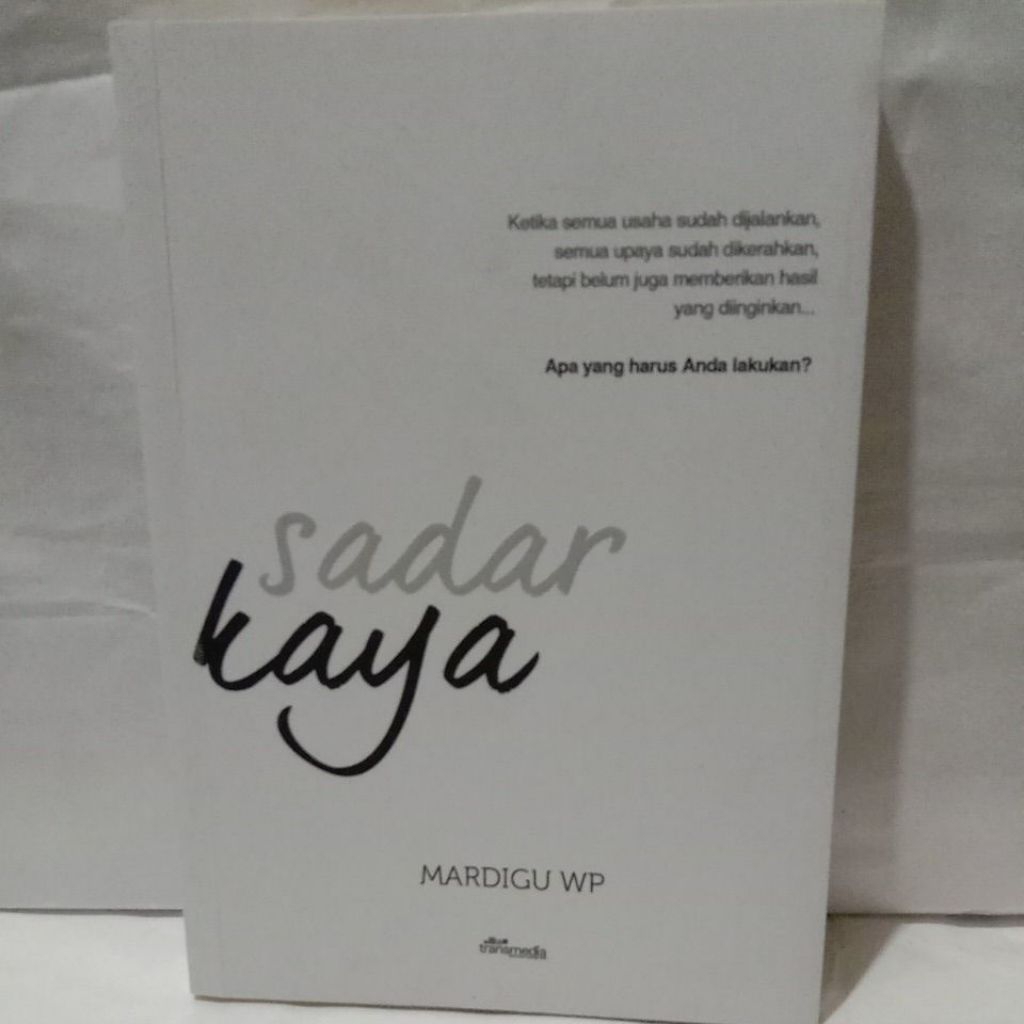 Ketika semua usaha sudah dijalankan,
semua upaya sudah dikerahkan,
tetapi belum juga memberikan hasil
yang diinginkan...
Apa yang harus Anda lakukan?
sadar
kaya
MARDIGU WP
transmedia